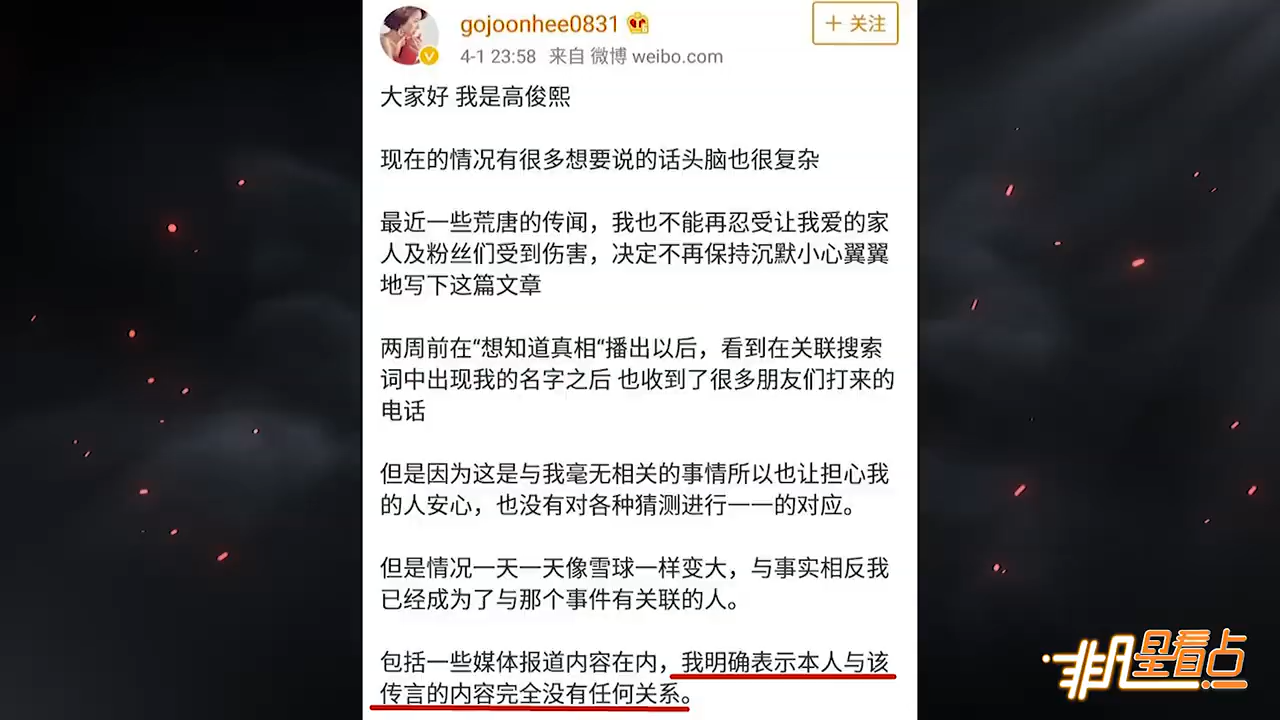 gojoonhee0831
+ 关注
4-1 23:58 来自 微博 weibo.com
大家好 我是高俊熙
现在的情况有很多想要说的话头脑也很复杂
最近一些荒唐的传闻，我也不能再忍受让我爱的家
人及粉丝们受到伤害，决定不再保持沉默小心翼翼
地写下这篇文章
两周前在“想知道真相“播出以后，看到在关联搜索
词中出现我的名字之后 也收到了很多朋友们打来的
电话
但是因为这是与我毫无相关的事情所以也让担心我
的人安心，也没有对各种猜测进行一一的对应。
但是情况一天一天像雪球一样变大，与事实相反我
已经成为了与那个事件有关联的人。
包括一些媒体报道内容在内，我明确表示本人与该
传言的内容完全没有任何关系。
非凡星看点